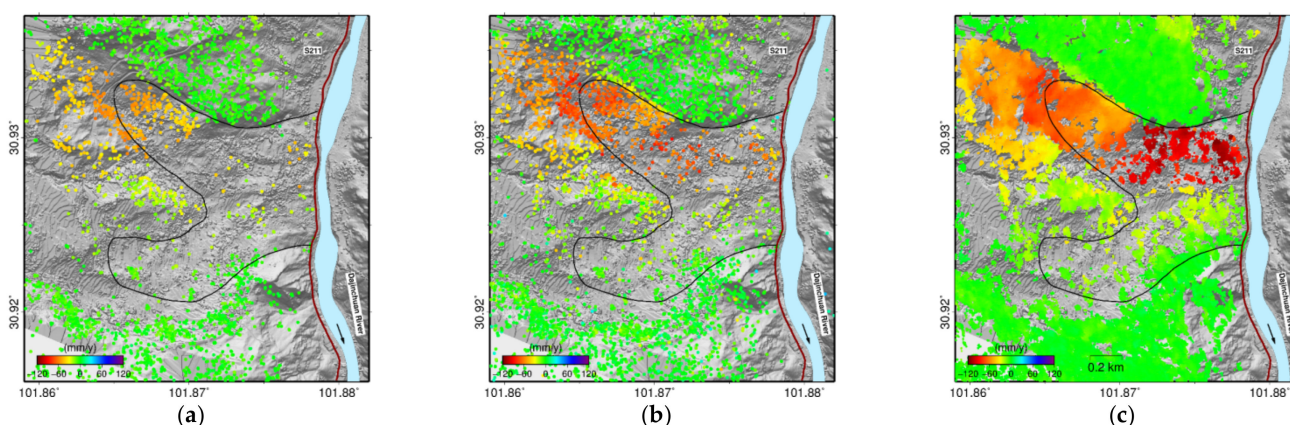 S211
30.93°
30.92°
Dajinchuan River
(mm/y)
−120 −60 0 60 120
101.86° 101.87° 101.88°
(a)
S211
30.93°
30.92°
Dajinchuan River
(mm/y)
−120 −60 0 60 120
101.86° 101.87° 101.88°
(b)
S211
30.93°
30.92°
Dajinchuan River
(mm/y)
−120 −60 0 60 120
0.2 km
101.86° 101.87° 101.88°
(c)